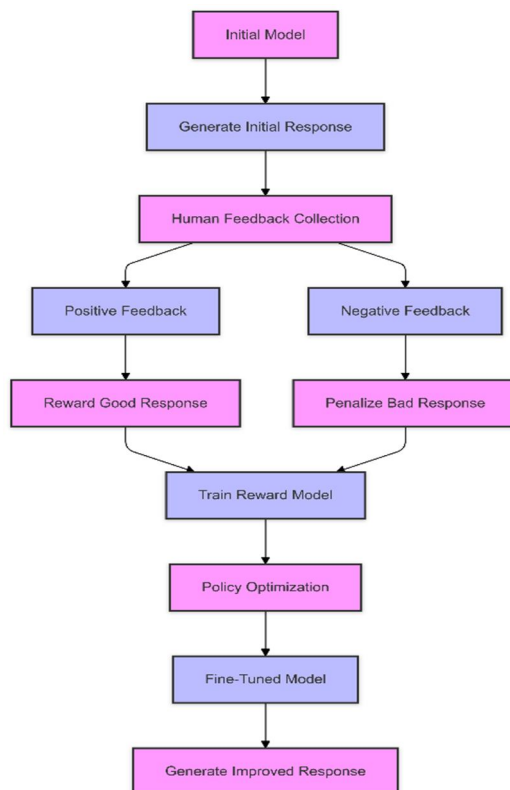 Initial Model
Generate Initial Response
Human Feedback Collection
Positive Feedback
Negative Feedback
Reward Good Response
Penalize Bad Response
Train Reward Model
Policy Optimization
Fine-Tuned Model
Generate Improved Response